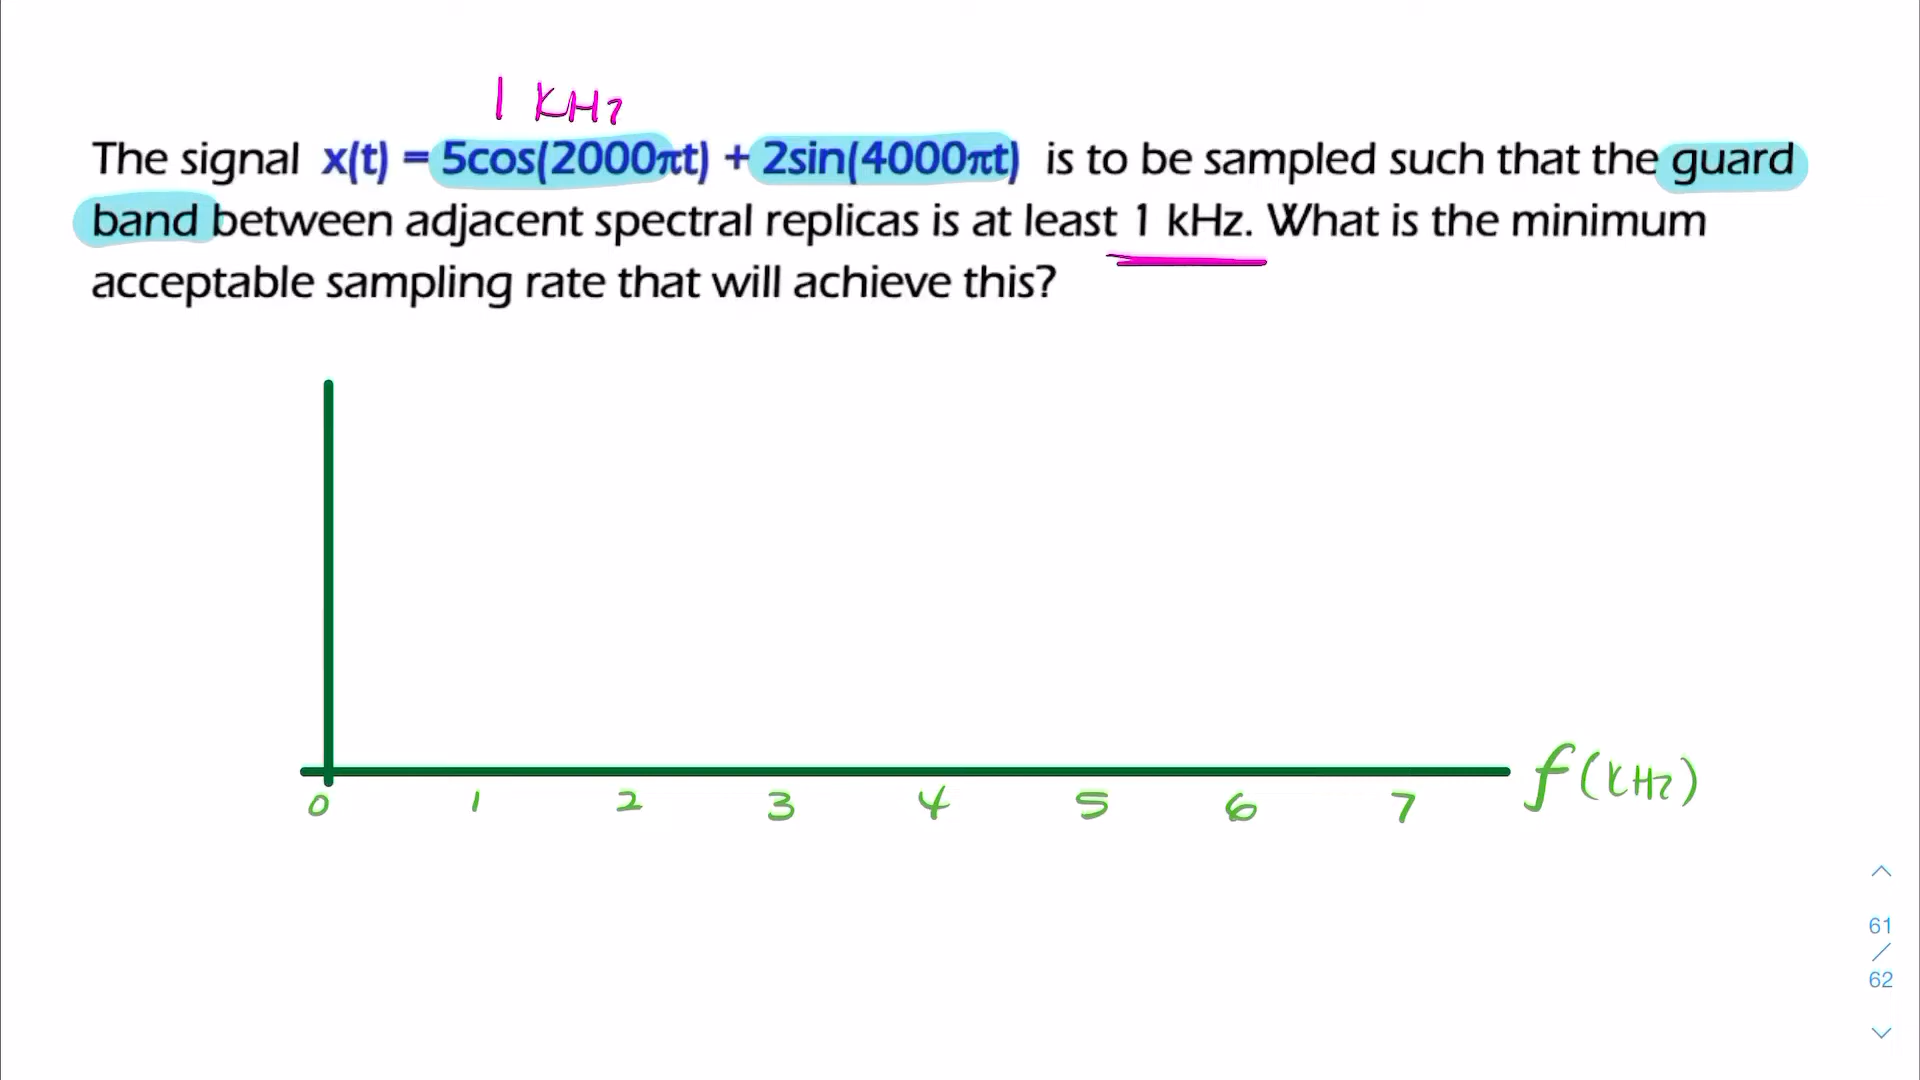 1 KHz
The signal x(t) = 5cos(2000πt) + 2sin(4000πt) is to be sampled such that the guard
band between adjacent spectral replicas is at least 1 kHz. What is the minimum
acceptable sampling rate that will achieve this?
f(KHz)
0 1 2 3 4 5 6 7
61
/
62